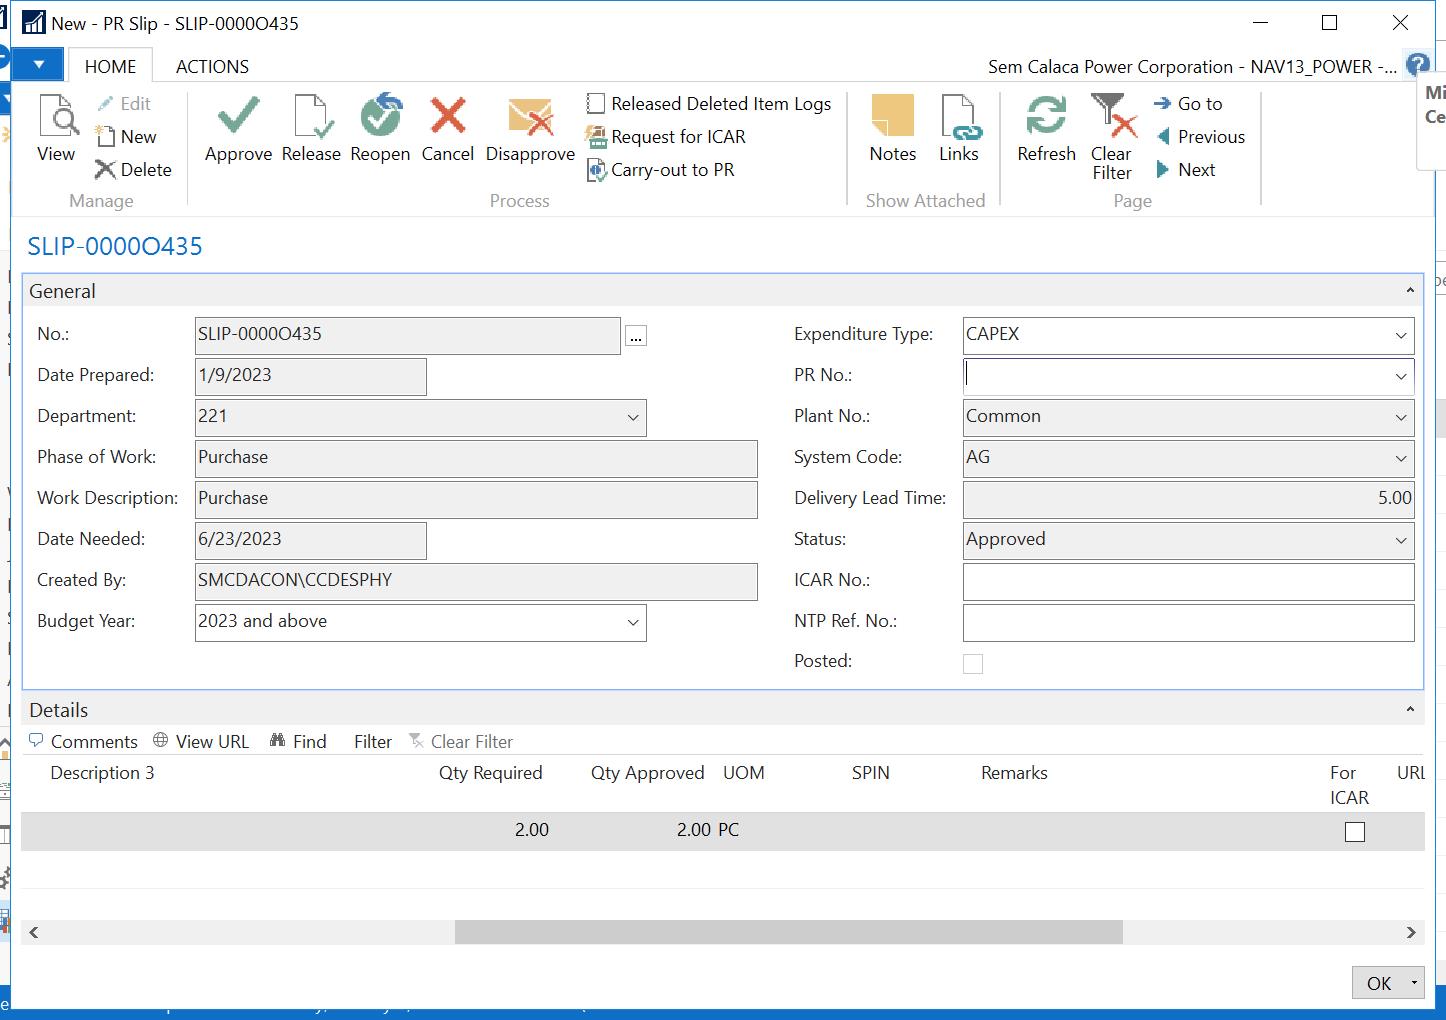 New - PR Slip - SLIP-0000O435
HOME ACTIONS Sem Calaca Power Corporation - NAV13_POWER -...
View
Edit
New
Delete
Manage
Approve Release Reopen Cancel Disapprove
Released Deleted Item Logs
Request for ICAR
Carry-out to PR
Process
Notes Links
Show Attached
Refresh Clear Filter
Go to
Previous
Next
Page
Mi
Ce
SLIP-0000O435
General
No.: SLIP-0000O435 ... Expenditure Type: CAPEX
Date Prepared: 1/9/2023 PR No.:
Department: 221 Plant No.: Common
Phase of Work: Purchase System Code: AG
Work Description: Purchase Delivery Lead Time: 5.00
Date Needed: 6/23/2023 Status: Approved
Created By: SMCDACON\CCDESPHY ICAR No.:
Budget Year: 2023 and above NTP Ref. No.:
Posted:
Details
Comments View URL Find Filter Clear Filter
Description 3 Qty Required Qty Approved UOM SPIN Remarks For ICAR URL
2.00 2.00 PC
OK